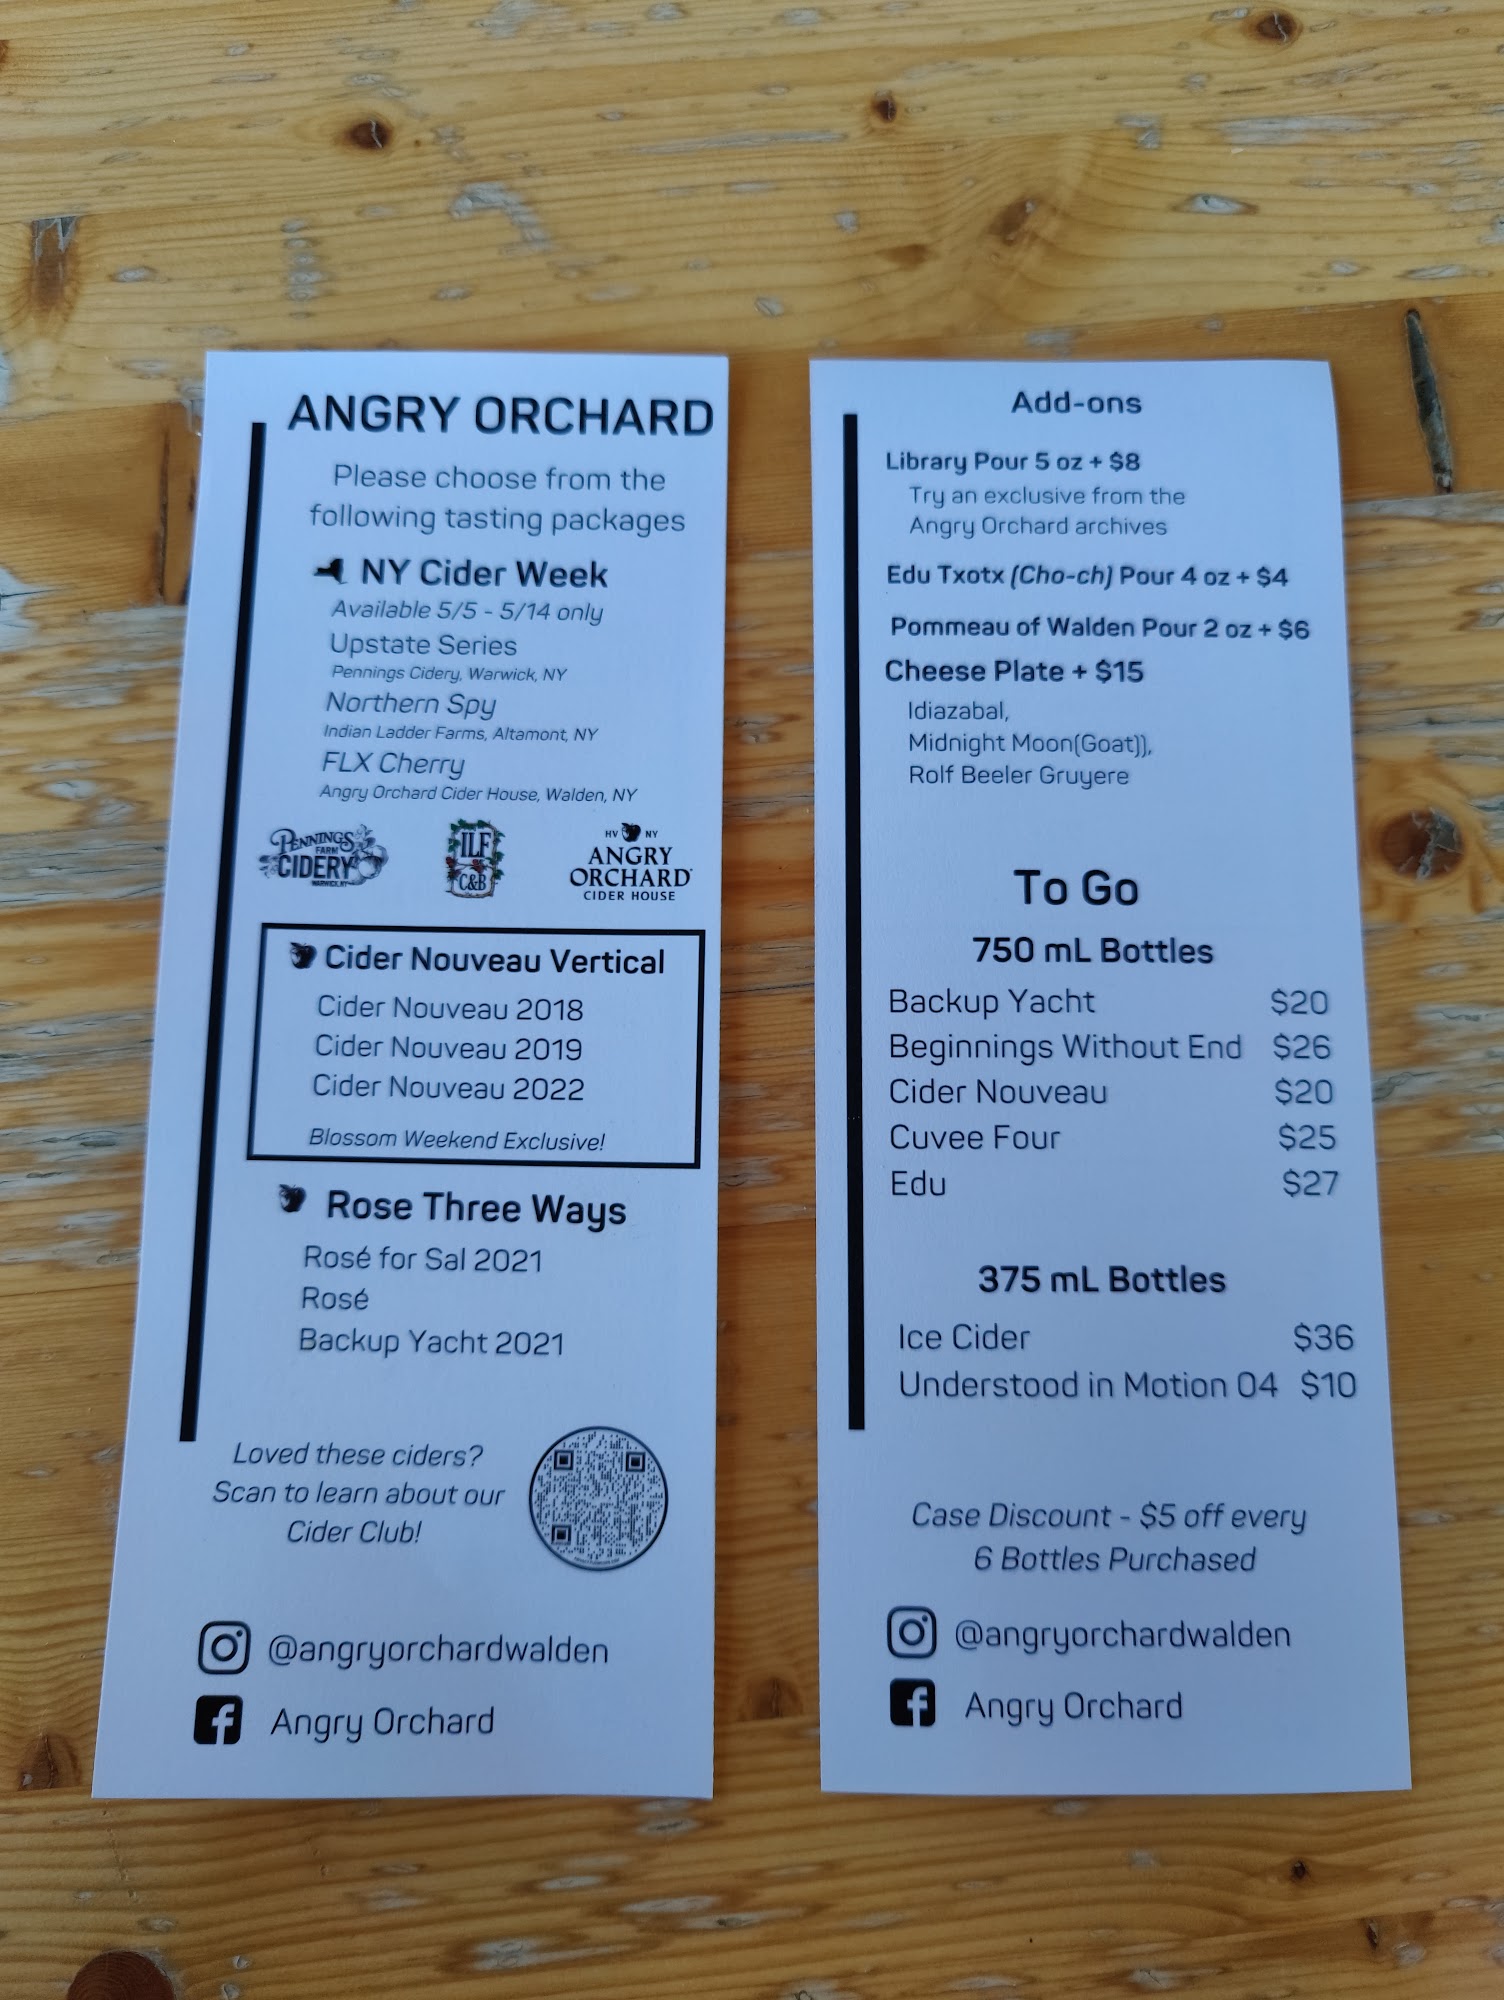 ANGRY ORCHARD
Please choose from the
following tasting packages
NY Cider Week
Available 5/5 - 5/14 only
Upstate Series
Pennings Cidery, Warwick, NY
Northern Spy
Indian Ladder Farms, Altamont, NY
FLX Cherry
Angry Orchard Cider House, Walden, NY
PENNINGS
FARM
CIDERY
WARWICK, NY
ILF
C&B
HV NY
ANGRY
ORCHARD
CIDER HOUSE
Cider Nouveau Vertical
Cider Nouveau 2018
Cider Nouveau 2019
Cider Nouveau 2022
Blossom Weekend Exclusive!
Rose Three Ways
Rosé for Sal 2021
Rosé
Backup Yacht 2021
Loved these ciders?
Scan to learn about our
Cider Club!
@angryorchardwalden
Angry Orchard
Add-ons
Library Pour 5 oz + $8
Try an exclusive from the
Angry Orchard archives
Edu Txotx (Cho-ch) Pour 4 oz + $4
Pommeau of Walden Pour 2 oz + $6
Cheese Plate + $15
Idiazabal,
Midnight Moon(Goat)),
Rolf Beeler Gruyere
To Go
750 mL Bottles
Backup Yacht $20
Beginnings Without End $26
Cider Nouveau $20
Cuvee Four $25
Edu $27
375 mL Bottles
Ice Cider $36
Understood in Motion 04 $10
Case Discount - $5 off every
6 Bottles Purchased
@angryorchardwalden
Angry Orchard